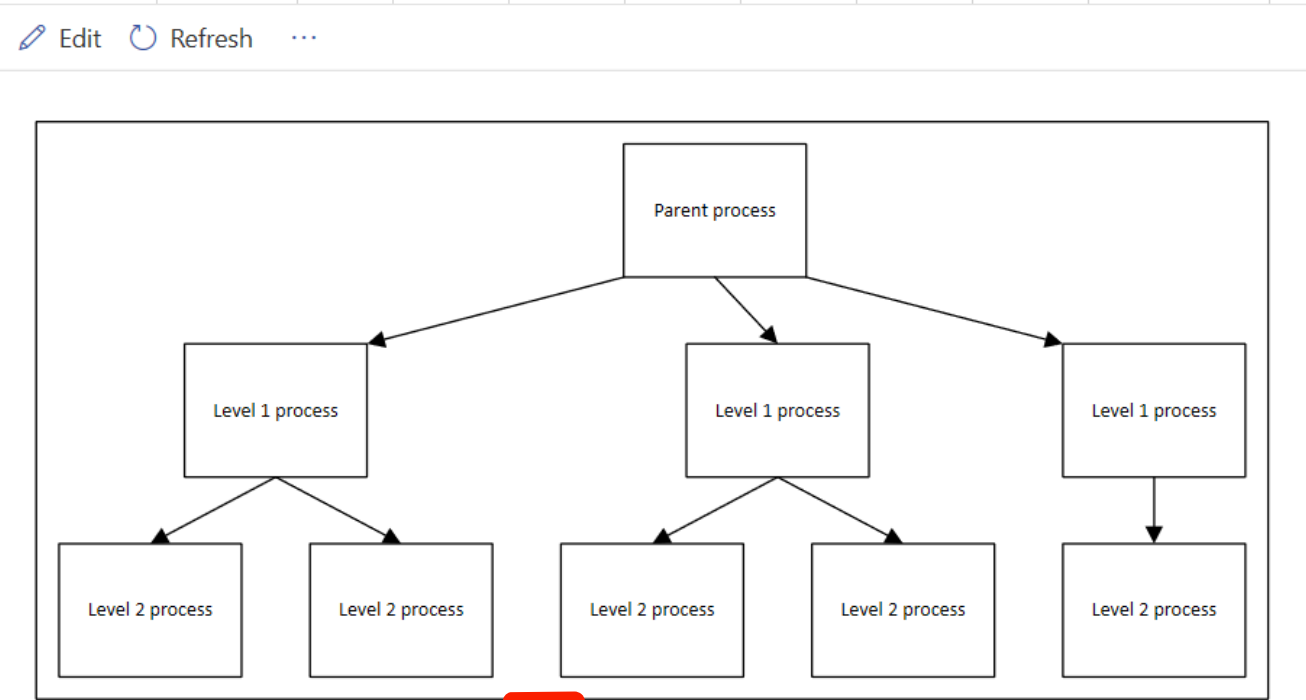 Edit Refresh ...
Parent process
Level 1 process Level 1 process Level 1 process
Level 2 process Level 2 process Level 2 process Level 2 process Level 2 process